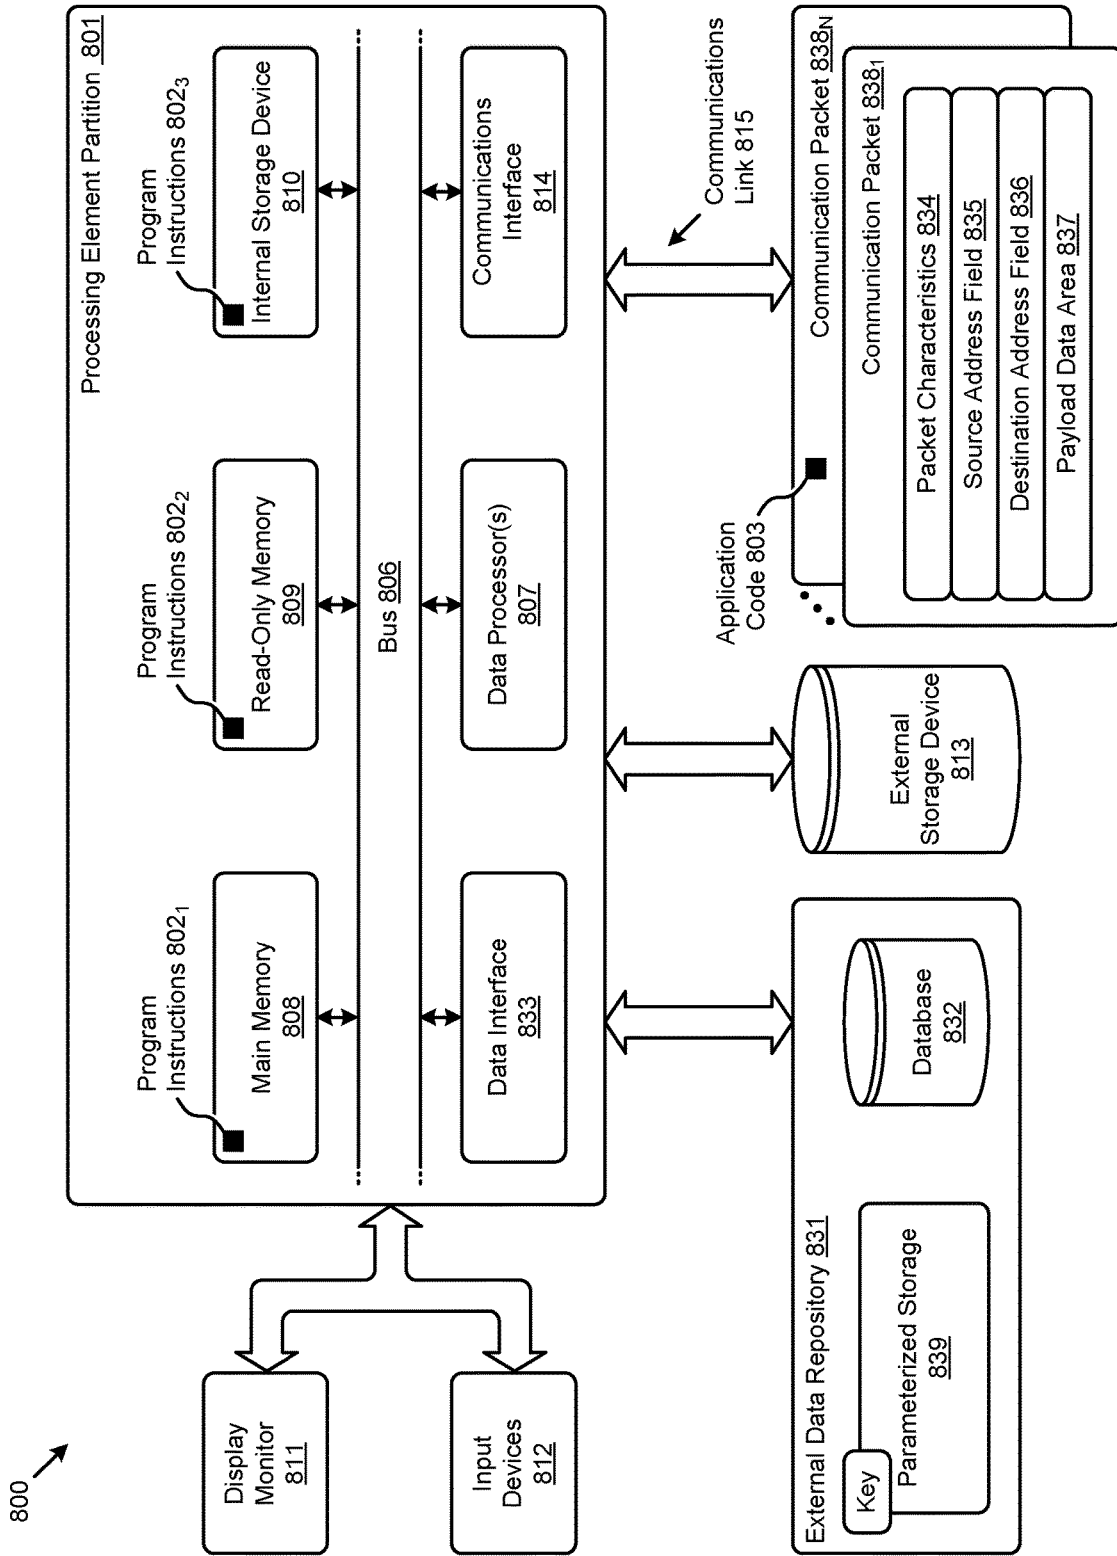 800
Processing Element Partition 801
Program
Instructions 802₁
Program
Instructions 802₂
Program
Instructions 802₃
Main Memory
808
Read-Only Memory
809
Internal Storage Device
810
Display
Monitor
811
Bus 806
Input
Devices
812
Data Interface
833
Data Processor(s)
807
Communications
Interface
814
Communications
Link 815
Application
Code 803
External Data Repository 831
Key
Parameterized Storage
839
Database
832
External
Storage Device
813
Communication Packet 838N
Communication Packet 838₁
Packet Characteristics 834
Source Address Field 835
Destination Address Field 836
Payload Data Area 837